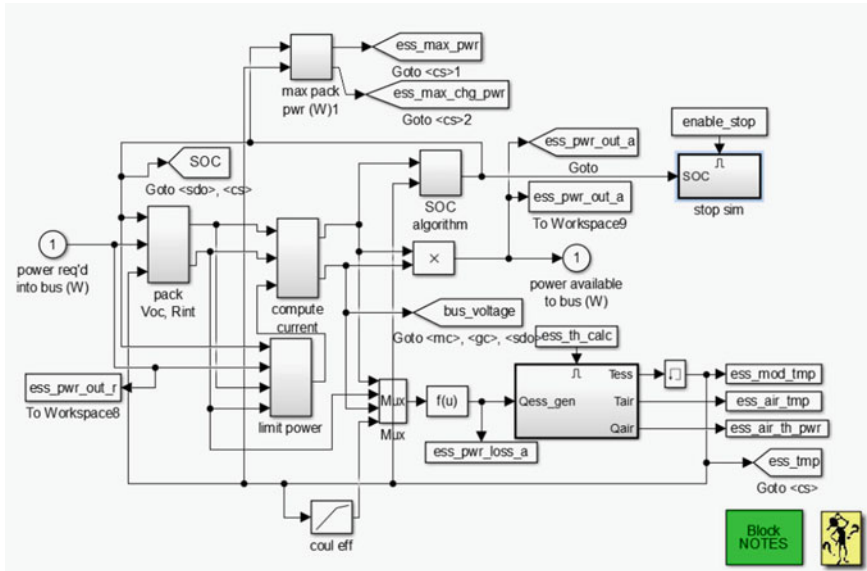 ess_max_pwr
Goto <cs>1
max pack
pwr (W)1
ess_max_chg_pwr
Goto <cs>2
enable_stop
ess_pwr_out_a
Goto
SOC
Goto <sdo>, <cs>
SOC
stop sim
SOC
algorithm
ess_pwr_out_a
To Workspace9
1
power req'd
into bus (W)
pack
Voc, Rint
compute
current
×
1
power available
to bus (W)
bus_voltage
Goto <mc>, <gc>, <sdo>
ess_th_calc
ess_pwr_out_r
To Workspace8
limit power
Mux
Mux
f(u)
Qess_gen
Tess
Tair
Qair
ess_mod_tmp
ess_air_tmp
ess_air_th_pwr
ess_pwr_loss_a
ess_tmp
Goto <cs>
coul eff
Block
NOTES